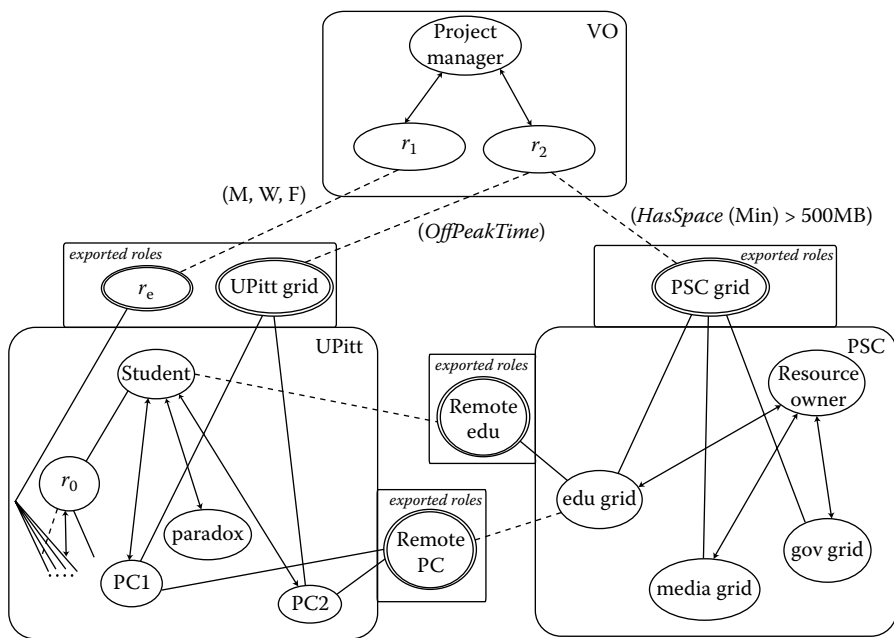 Project
manager
VO
r1
r2
(M, W, F)
(OffPeakTime)
(HasSpace (Min) > 500MB)
exported roles
re
UPitt grid
exported roles
PSC grid
UPitt
Student
exported roles
Remote
edu
PSC
Resource
owner
r0
paradox
exported roles
Remote
PC
edu grid
gov grid
PC1
PC2
media grid